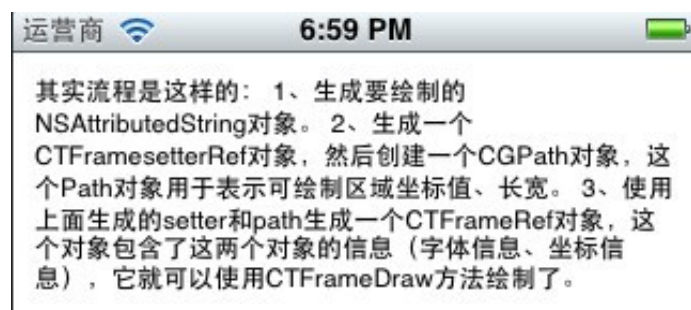 运营商 6:59 PM
其实流程是这样的： 1、生成要绘制的
NSAttributedString对象。 2、生成一个
CTFramesetterRef对象，然后创建一个CGPath对象，这
个Path对象用于表示可绘制区域坐标值、长宽。 3、使用
上面生成的setter和path生成一个CTFrameRef对象，这
个对象包含了这两个对象的信息（字体信息、坐标信
息），它就可以使用CTFrameDraw方法绘制了。